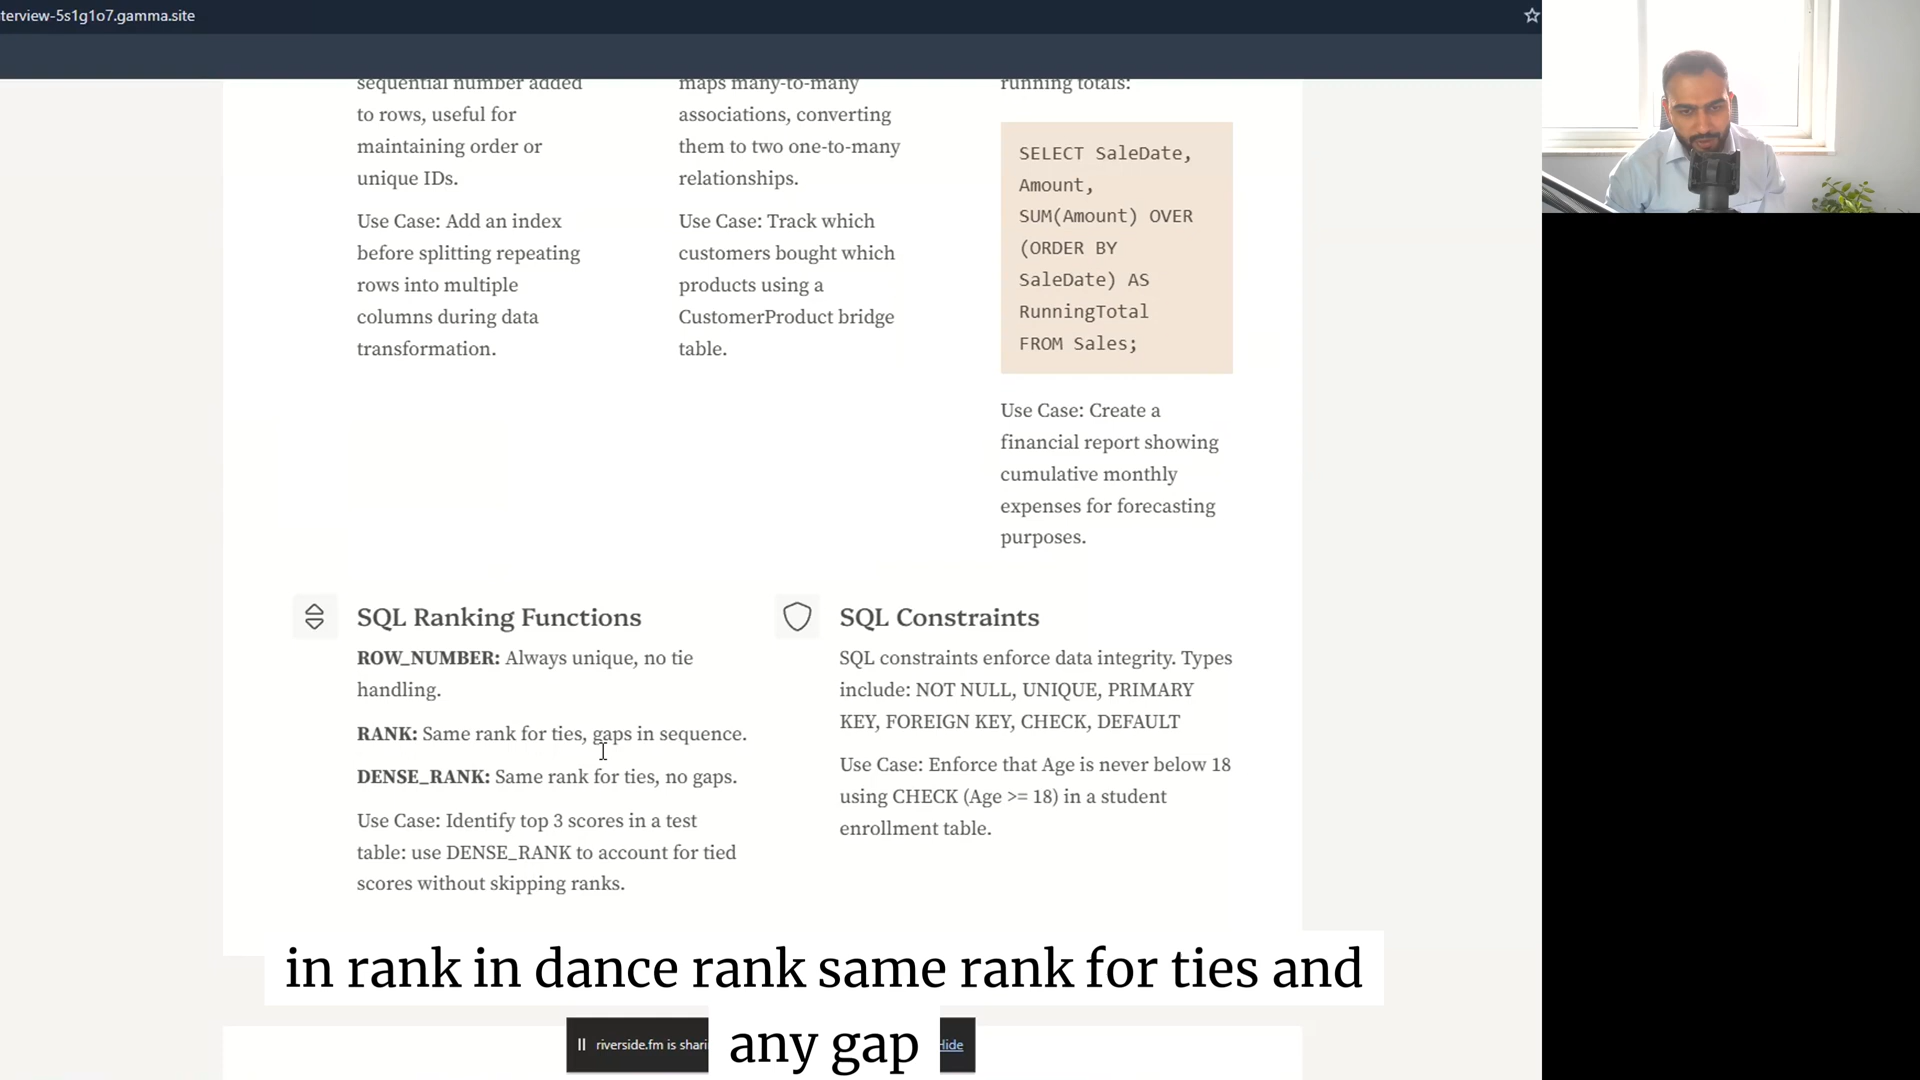 terview-5s1g1o7.gamma.site
sequential number added
to rows, useful for
maintaining order or
unique IDs.
Use Case: Add an index
before splitting repeating
rows into multiple
columns during data
transformation.
maps many-to-many
associations, converting
them to two one-to-many
relationships.
Use Case: Track which
customers bought which
products using a
CustomerProduct bridge
table.
running totals:
SELECT SaleDate,
Amount,
SUM(Amount) OVER
(ORDER BY
SaleDate) AS
RunningTotal
FROM Sales;
Use Case: Create a
financial report showing
cumulative monthly
expenses for forecasting
purposes.
SQL Ranking Functions
ROW_NUMBER: Always unique, no tie
handling.
RANK: Same rank for ties, gaps in sequence.
DENSE_RANK: Same rank for ties, no gaps.
Use Case: Identify top 3 scores in a test
table: use DENSE_RANK to account for tied
scores without skipping ranks.
SQL Constraints
SQL constraints enforce data integrity. Types
include: NOT NULL, UNIQUE, PRIMARY
KEY, FOREIGN KEY, CHECK, DEFAULT
Use Case: Enforce that Age is never below 18
using CHECK (Age >= 18) in a student
enrollment table.
in rank in dance rank same rank for ties and
any gap
riverside.fm is shari
Hide